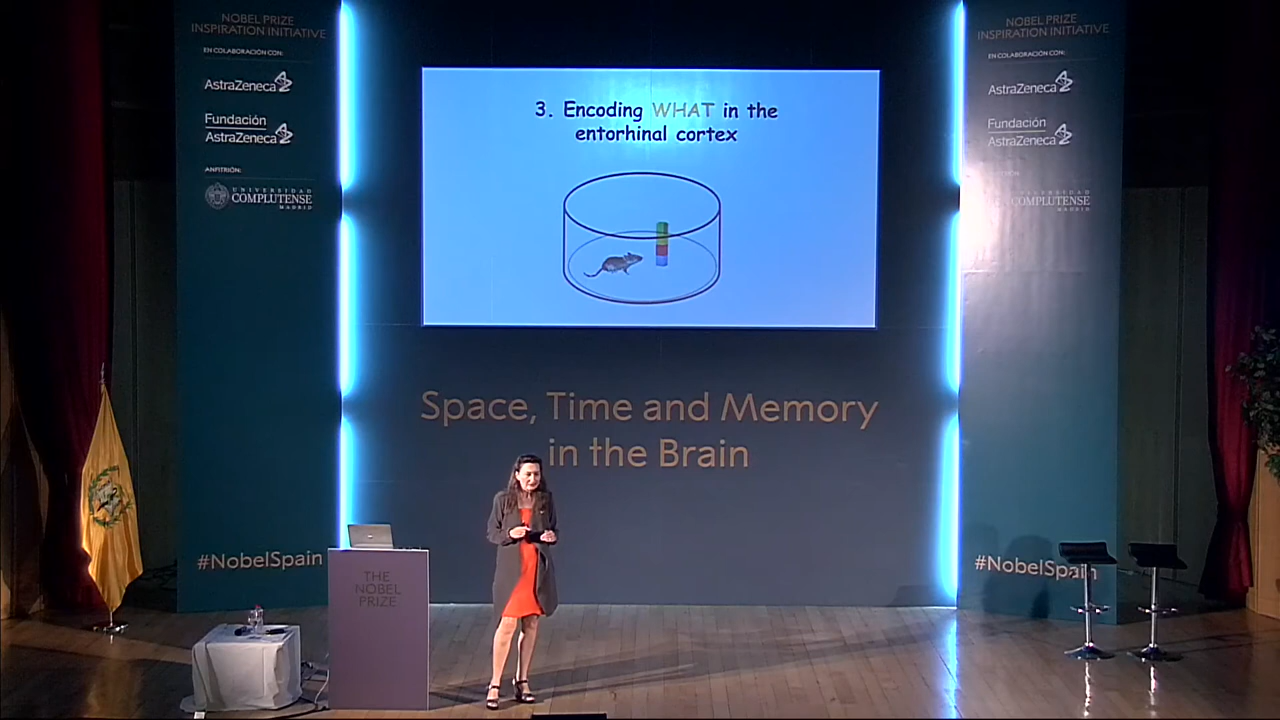 NOBEL PRIZE
INSPIRATION INITIATIVE
EN COLABORACIÓN CON:
AstraZeneca
Fundación
AstraZeneca
ANFITRIÓN:
UNIVERSIDAD
COMPLUTENSE
MADRID
#NobelSpain
3. Encoding WHAT in the
entorhinal cortex
Space, Time and Memory
in the Brain
THE
NOBEL
PRIZE
NOBEL PRIZE
INSPIRATION INITIATIVE
EN COLABORACIÓN CON:
AstraZeneca
Fundación
AstraZeneca
COMPLUTENSE
MADRID
#NobelSpain